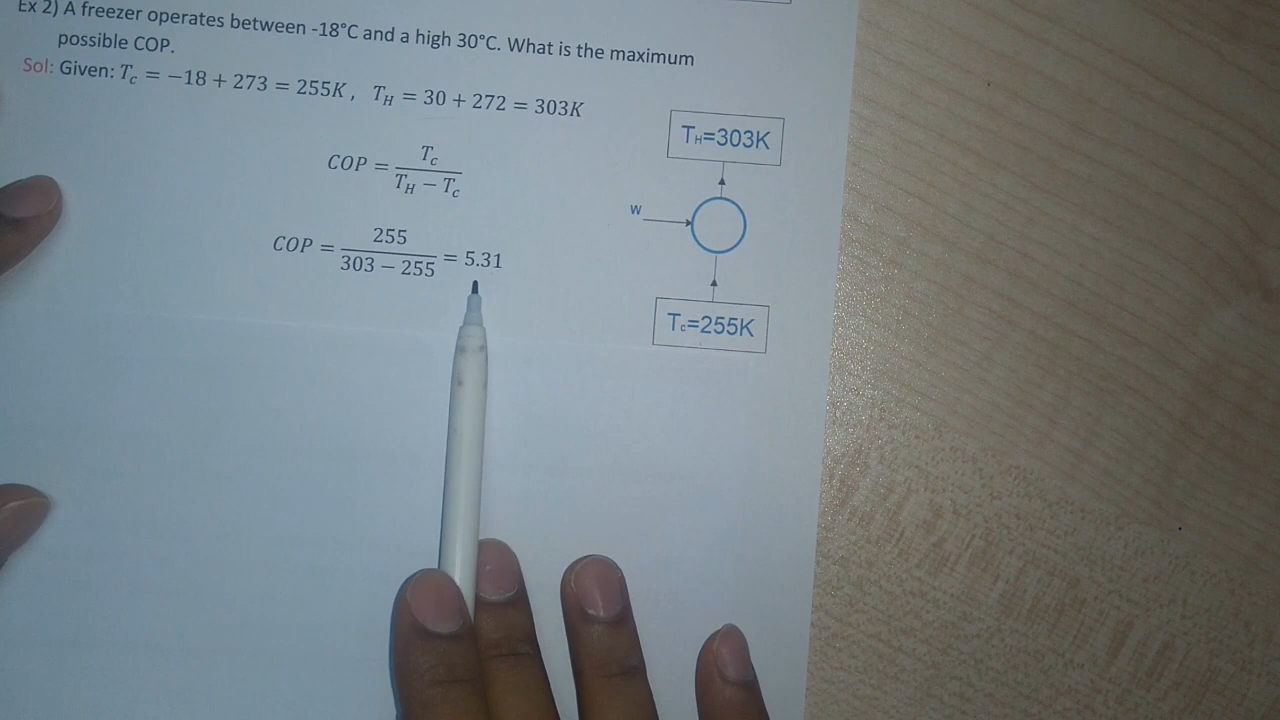 Ex 2) A freezer operates between -18°C and a high 30°C. What is the maximum
possible COP.
Sol: Given: T_c = −18 + 273 = 255K , T_H = 30 + 272 = 303K
COP = T_c / (T_H − T_c)
COP = 255 / (303 − 255) = 5.31
T_H=303K
w
T_c=255K